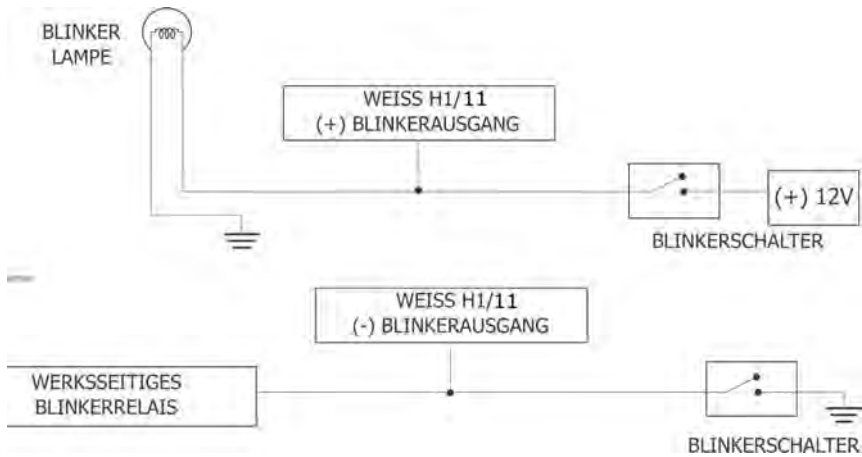 BLINKER
LAMPE
WEISS H1/11
(+) BLINKERAUSGANG
(+) 12V
BLINKERSCHALTER
WEISS H1/11
(-) BLINKERAUSGANG
WERKSSEITIGES
BLINKERRELAIS
BLINKERSCHALTER